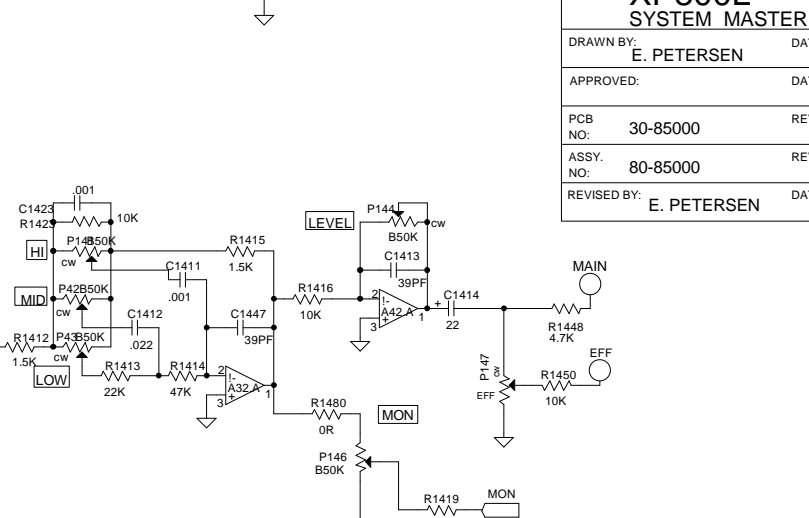 SYSTEM MASTER
DRAWN BY:
E. PETERSEN
APPROVED:
PCB
NO:
30-85000
ASSY.
NO:
80-85000
REVISED BY:
E. PETERSEN
.001
C1423
R1423
10K
HI
B50K
cw
MID
P42
B50K
cw
R1412
1.5K
P43
B50K
cw
LOW
C1411
.001
C1412
.022
R1413
22K
R1414
47K
R1415
1.5K
C1447
39PF
2
!-
A32.A
1
3
+
R1416
10K
LEVEL
P144
cw
B50K
C1413
39PF
2
!-
A42.A
1
3
+
+
C1414
22
MAIN
R1448
4.7K
EFF
P147
cw
EFF
R1450
10K
R1480
0R
MON
P146
B50K
R1419
MON